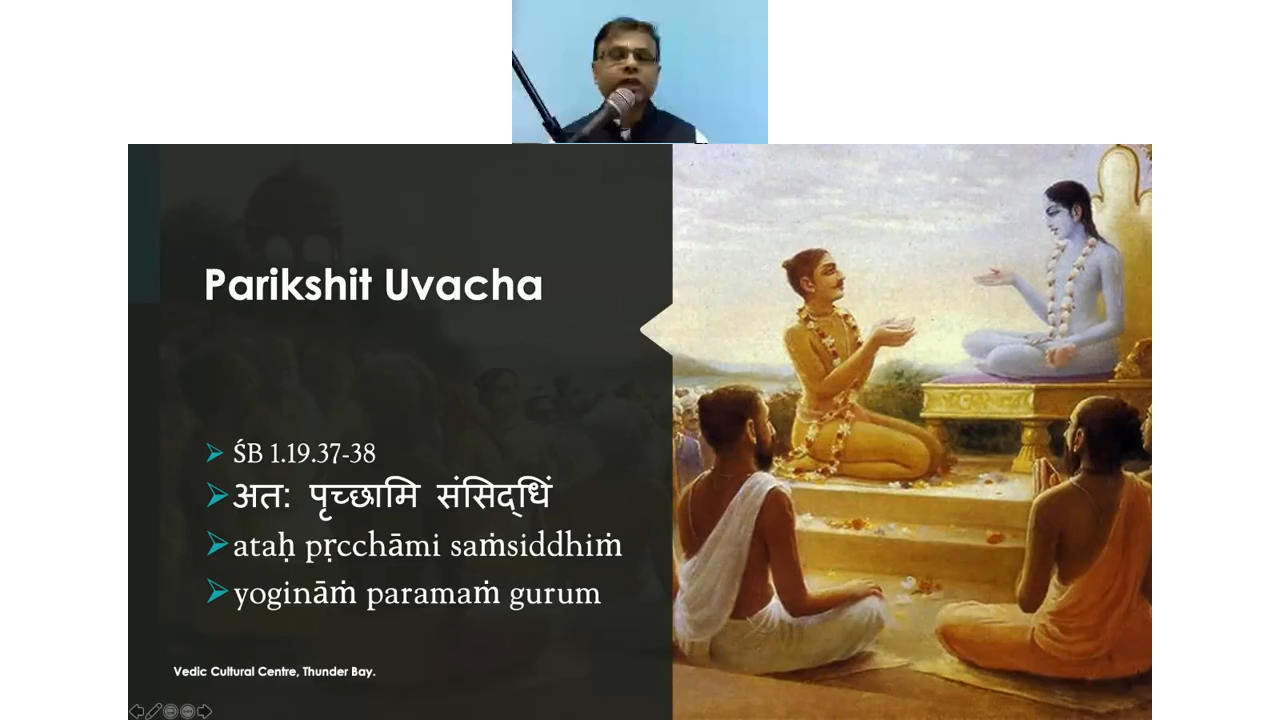 Parikshit Uvacha
ŚB 1.19.37-38
अत: पृच्छामि संसिद्धिं
ataḥ pṛcchāmi saṁsiddhiṁ
yogināṁ paramaṁ gurum
Vedic Cultural Centre, Thunder Bay.